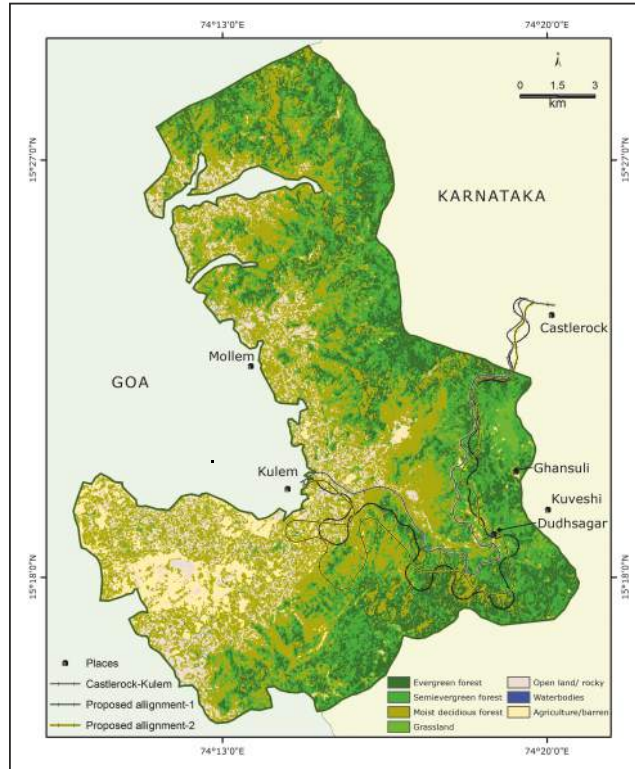 74°13'0"E
74°20'0"E
0
1.5
3
km
15°27'0"N
15°27'0"N
KARNATAKA
Castlerock
Mollem
GOA
Kulem
Ghansuli
Kuveshi
Dudhsagar
15°18'0"N
15°18'0"N
Places
Castlerock-Kulem
Proposed allignment-1
Proposed allignment-2
Evergreen forest
Semievergreen forest
Moist decidious forest
Grassland
Open land/ rocky
Waterbodies
Agriculture/barren
74°13'0"E
74°20'0"E